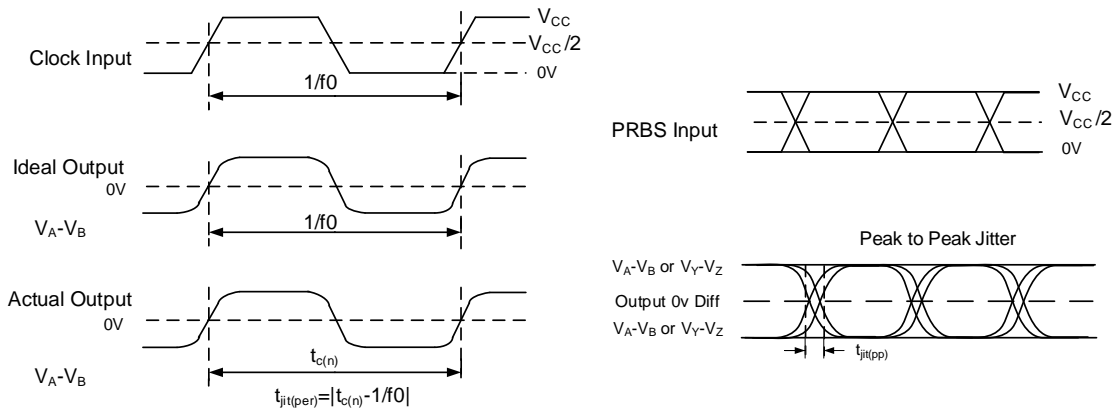 V_CC
V_CC/2
Clock Input
0V
1/f0
Ideal Output
0V
1/f0
V_A-V_B
Actual Output
0V
t_c(n)
V_A-V_B
t_jit(per)=|t_c(n)-1/f0|
V_CC
V_CC/2
PRBS Input
0V
Peak to Peak Jitter
V_A-V_B or V_Y-V_Z
Output 0v Diff
V_A-V_B or V_Y-V_Z
t_jit(pp)